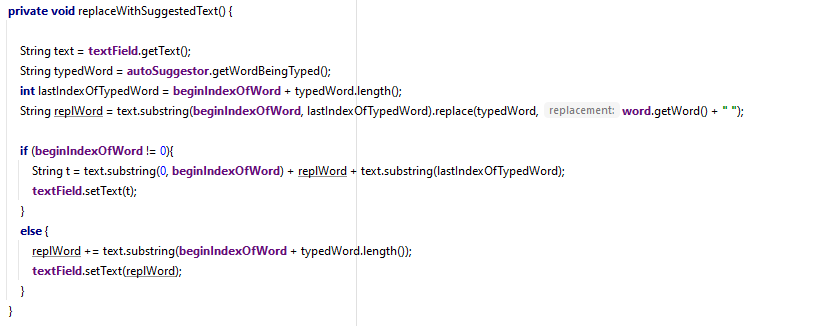 private void replaceWithSuggestedText() {
String text = textField.getText();
String typedWord = autoSuggestor.getWordBeingTyped();
int lastIndexOfTypedWord = beginIndexOfWord + typedWord.length();
String replWord = text.substring(beginIndexOfWord, lastIndexOfTypedWord).replace(typedWord, replacement: word.getWord() + " ");
if (beginIndexOfWord != 0){
String t = text.substring(0, beginIndexOfWord) + replWord + text.substring(lastIndexOfTypedWord);
textField.setText(t);
}
else {
replWord += text.substring(beginIndexOfWord + typedWord.length());
textField.setText(replWord);
}
}